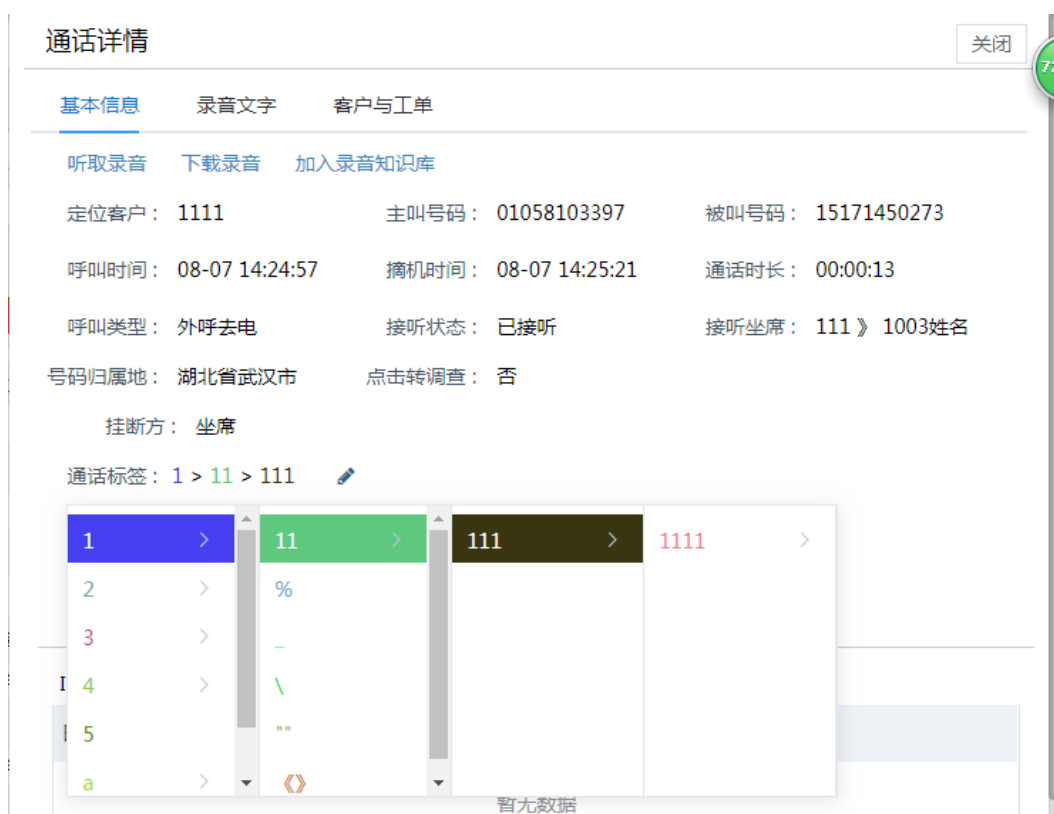 通话详情 关闭
72
基本信息 录音文字 客户与工单
听取录音 下载录音 加入录音知识库
定位客户： 1111 主叫号码： 01058103397 被叫号码： 15171450273
呼叫时间： 08-07 14:24:57 摘机时间： 08-07 14:25:21 通话时长： 00:00:13
呼叫类型： 外呼去电 接听状态： 已接听 接听坐席： 111 》 1003姓名
号码归属地： 湖北省武汉市 点击转调查： 否
挂断方： 坐席
通话标签： 1 > 11 > 111
1 11 111 1111
2 %
3 _
4 \
5 ""
a 《》
暂无数据